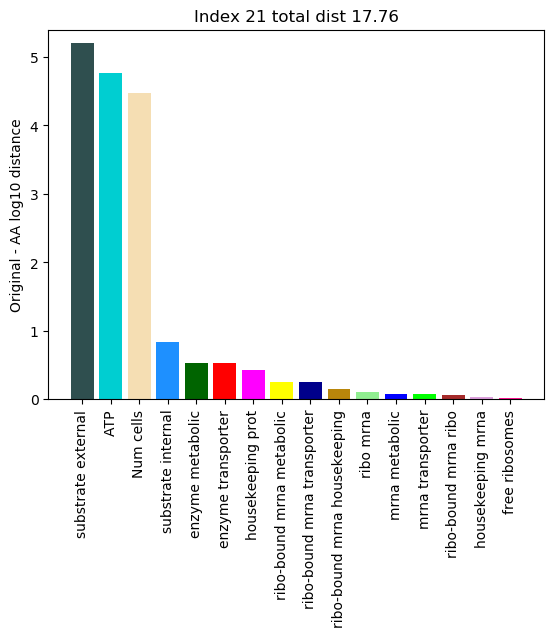 Index 21 total dist 17.76
Original - AA log10 distance
5
4
3
2
1
0
substrate external
ATP
Num cells
substrate internal
enzyme metabolic
enzyme transporter
housekeeping prot
ribo-bound mrna metabolic
ribo-bound mrna transporter
ribo-bound mrna housekeeping
ribo mrna
mrna metabolic
mrna transporter
ribo-bound mrna ribo
housekeeping mrna
free ribosomes